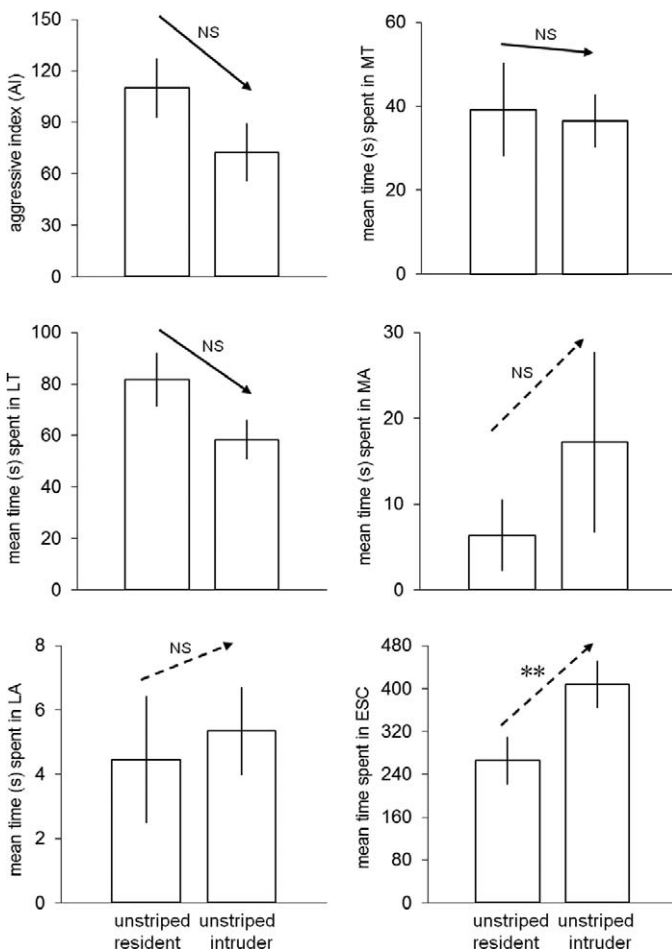 aggressive index (AI)
150
120
90
60
30
0
NS
mean time (s) spent in MT
60
40
20
0
NS
mean time (s) spent in LT
100
80
60
40
20
0
NS
mean time (s) spent in MA
30
20
10
0
NS
mean time (s) spent in LA
8
6
4
2
0
NS
unstriped unstriped
resident intruder
mean time spent in ESC
480
400
320
240
160
80
0
**
unstriped unstriped
resident intruder